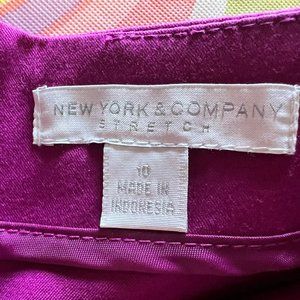 NEW YORK & COMPANY
STRETCH
10
MADE IN
INDONESIA